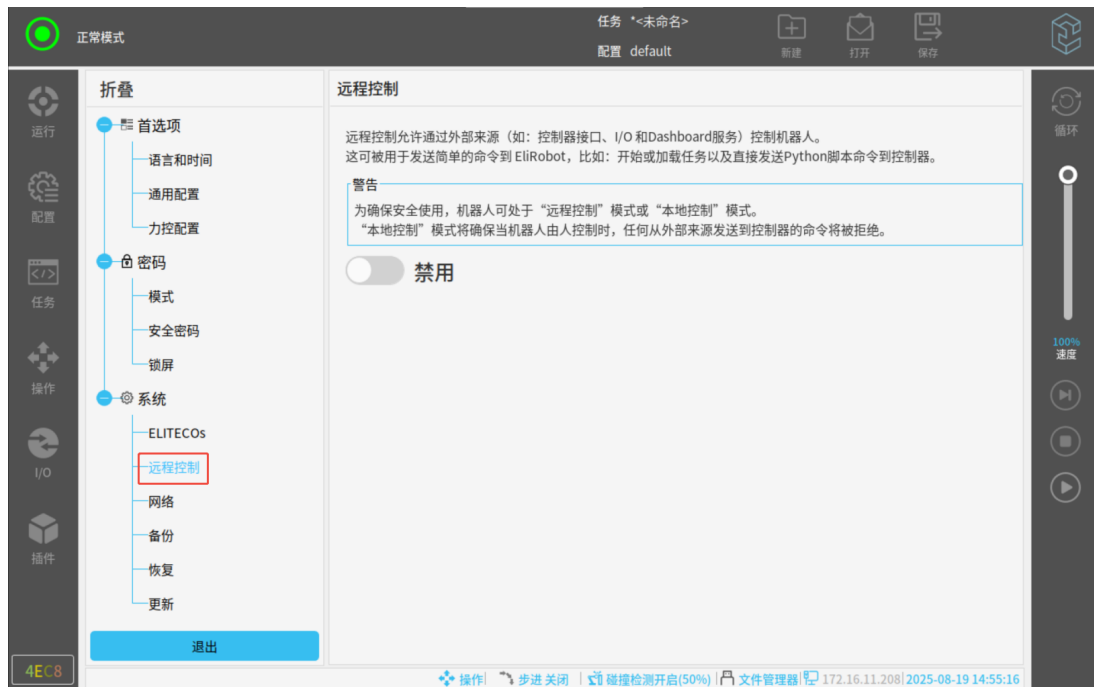 正常模式
任务 *<未命名>
配置 default
新建
打开
保存
运行
配置
任务
操作
I/O
插件
4EC8
折叠
首选项
语言和时间
通用配置
力控配置
密码
模式
安全密码
锁屏
系统
ELITECOs
远程控制
网络
备份
恢复
更新
退出
远程控制
远程控制允许通过外部来源（如：控制器接口、I/O 和Dashboard服务）控制机器人。
这可被用于发送简单的命令到 EliRobot，比如：开始或加载任务以及直接发送Python脚本命令到控制器。
警告
为确保安全使用，机器人可处于“远程控制”模式或“本地控制”模式。
“本地控制”模式将确保当机器人由人控制时，任何从外部来源发送到控制器的命令将被拒绝。
禁用
循环
100%
速度
操作 步进 关闭 碰撞检测开启(50%) 文件管理器 172.16.11.208 2025-08-19 14:55:16